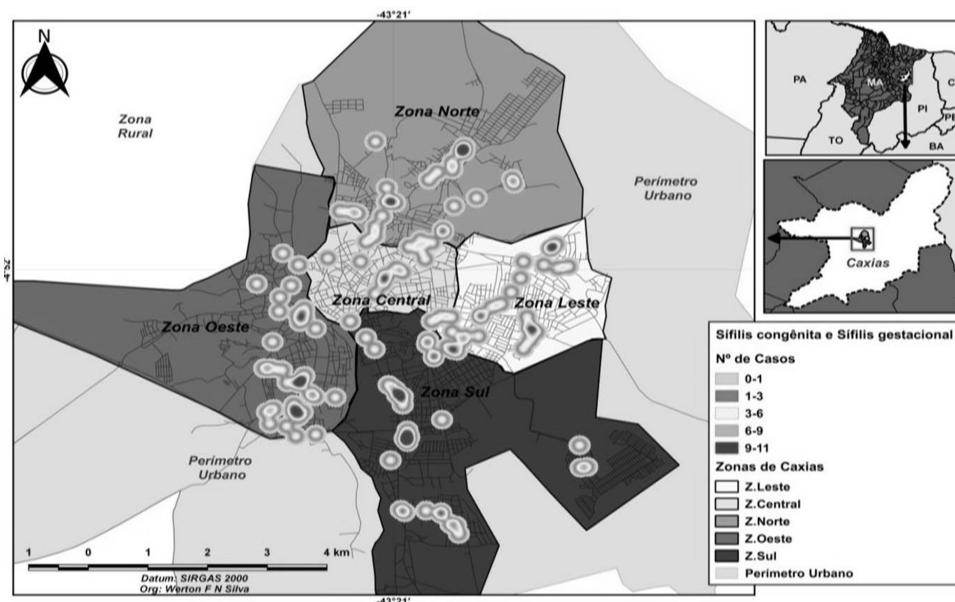 -43°21'
N
Zona
Rural
Zona Norte
Perímetro
Urbano
Zona Central
Zona Leste
Zona Oeste
Zona Sul
Perímetro
Urbano
-4°52'
1 0 1 2 3 4 km
Datum: SIRGAS 2000
Org: Werton F N Silva
-43°21'
PA
MA
C
PI
PE
TO
BA
Caxias
Sífilis congênita e Sífilis gestacional
Nº de Casos
0-1
1-3
3-6
6-9
9-11
Zonas de Caxias
Z.Leste
Z.Central
Z.Norte
Z.Oeste
Z.Sul
Perímetro Urbano